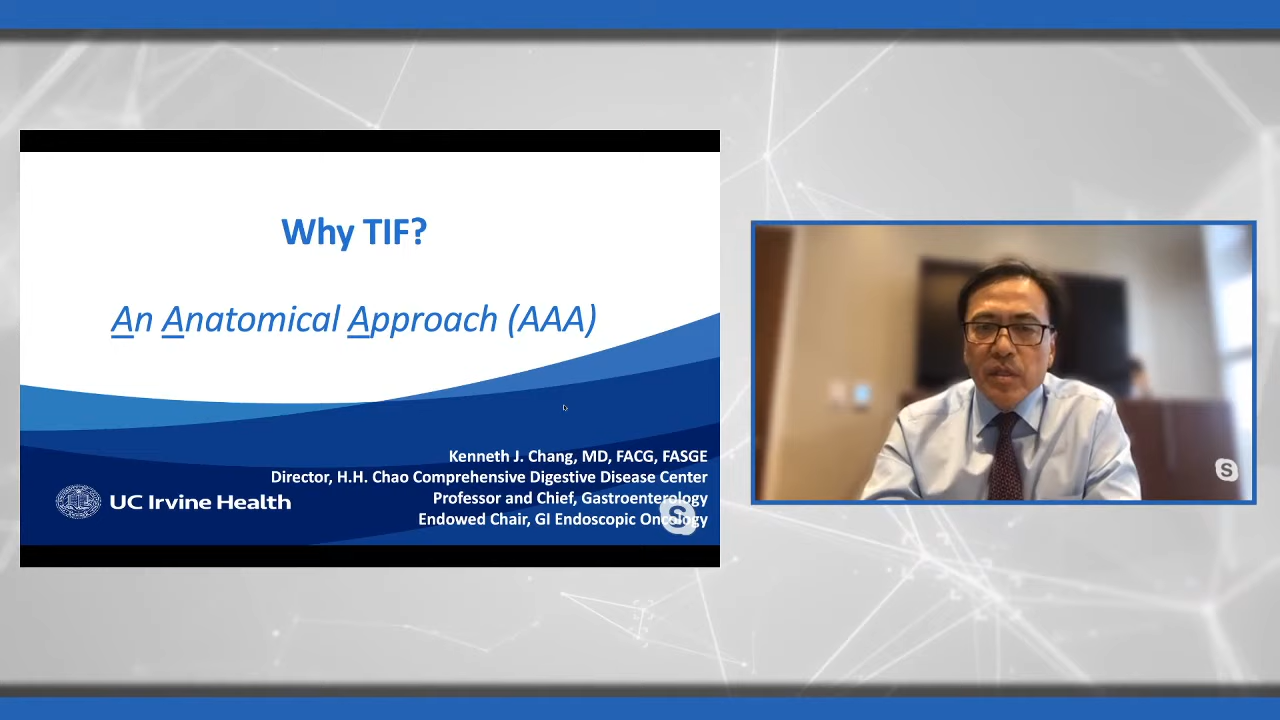 Why TIF?
An Anatomical Approach (AAA)
Kenneth J. Chang, MD, FACG, FASGE
Director, H.H. Chao Comprehensive Digestive Disease Center
Professor and Chief, Gastroenterology
Endowed Chair, GI Endoscopic Oncology
UC Irvine Health
S
S